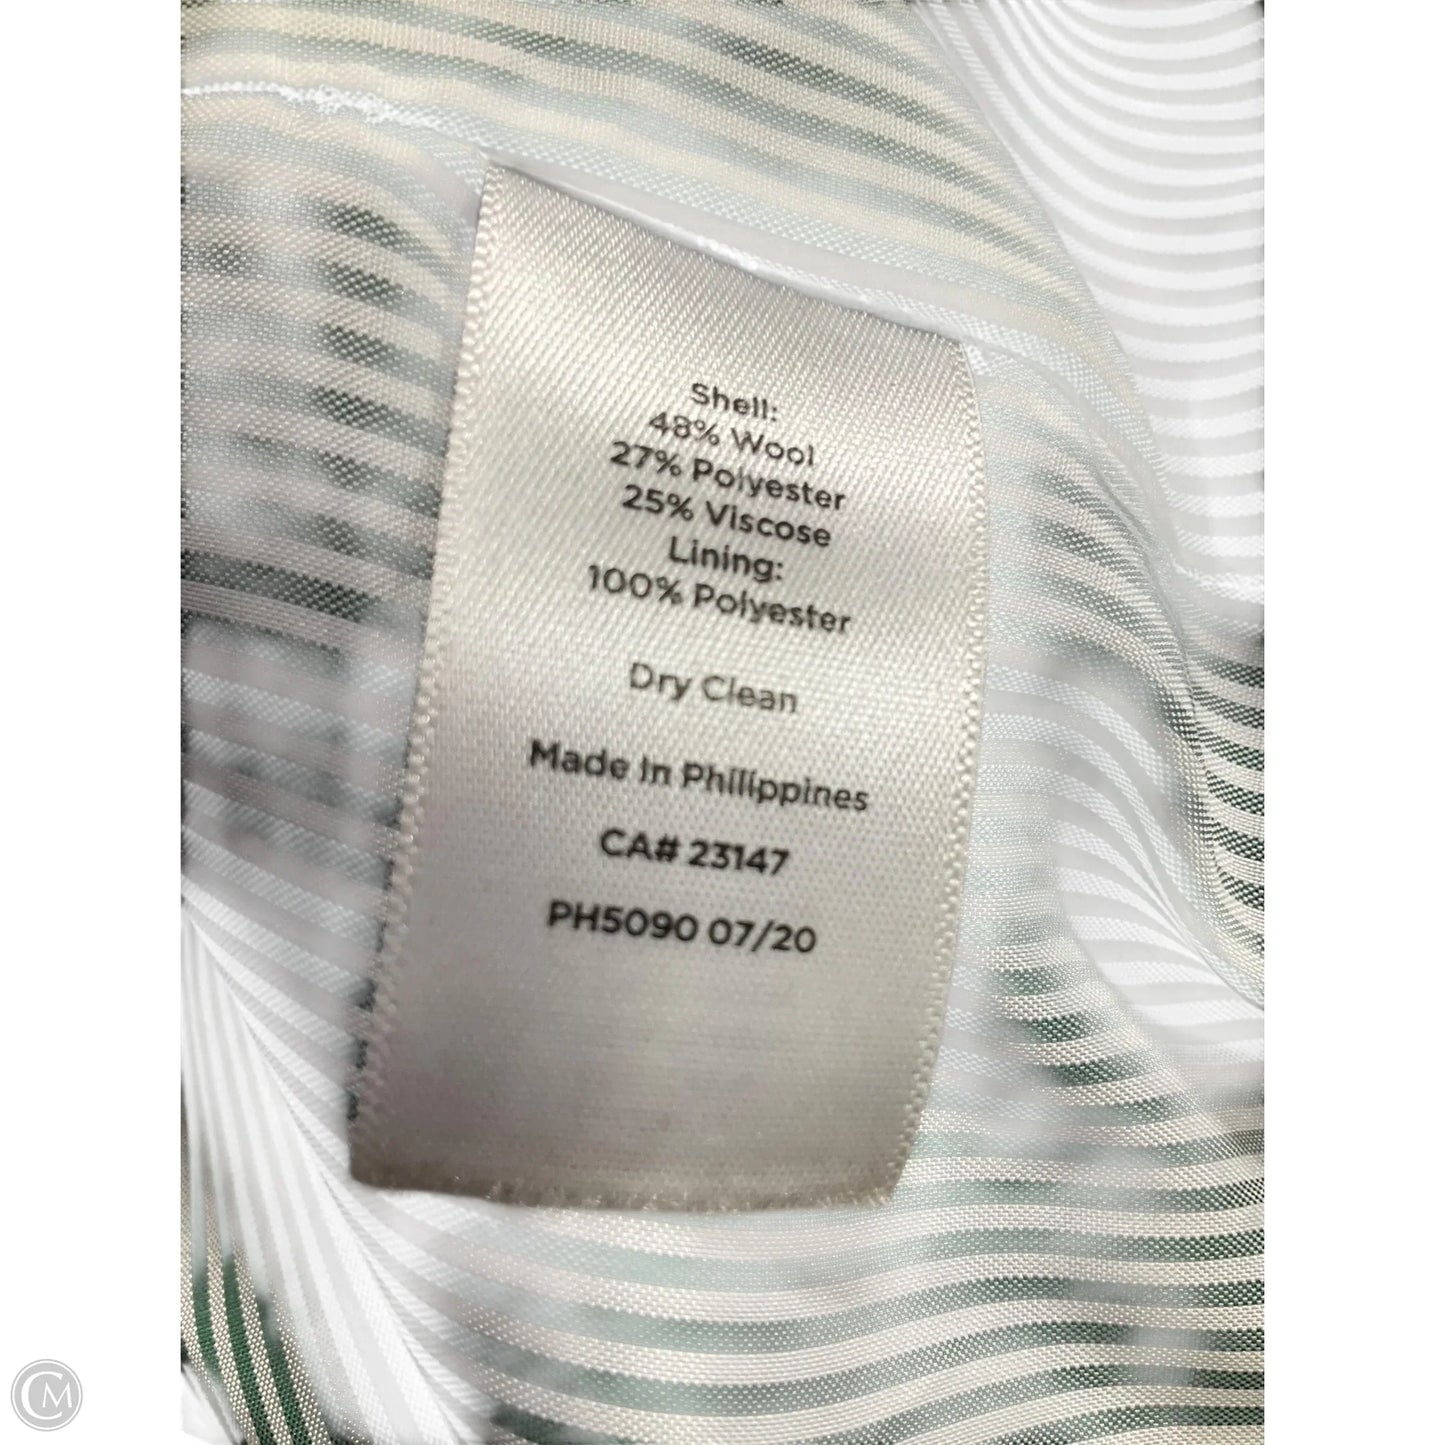 Shell:
48% Wool
27% Polyester
25% Viscose
Lining:
100% Polyester
Dry Clean
Made In Philippines
CA# 23147
PH5090 07/20
CM